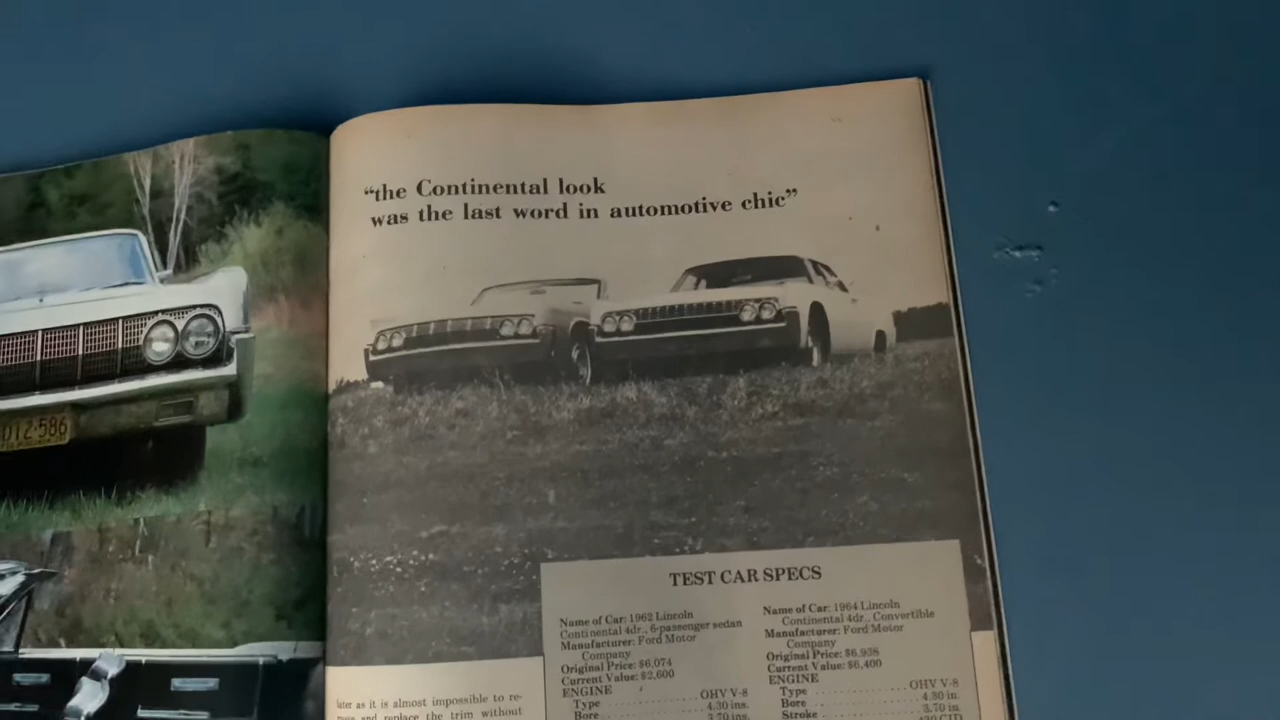 “the Continental look
was the last word in automotive chic”
012·586
TEST CAR SPECS
Name of Car: 1962 Lincoln
Continental 4dr., 6-passenger sedan
Manufacturer: Ford Motor
Company
Original Price: $6,074
Current Value: $2,600
ENGINE
Type .......... OHV V-8
Bore .......... 4.30 ins.
3.70 ins.
Name of Car: 1964 Lincoln
Continental 4dr., Convertible
Manufacturer: Ford Motor
Company
Original Price: $6,938
Current Value: $6,400
ENGINE
Type .......... OHV V-8
Bore .......... 4.30 in.
Stroke .......... 3.70 in.
later as it is almost impossible to re-
and replace the trim without